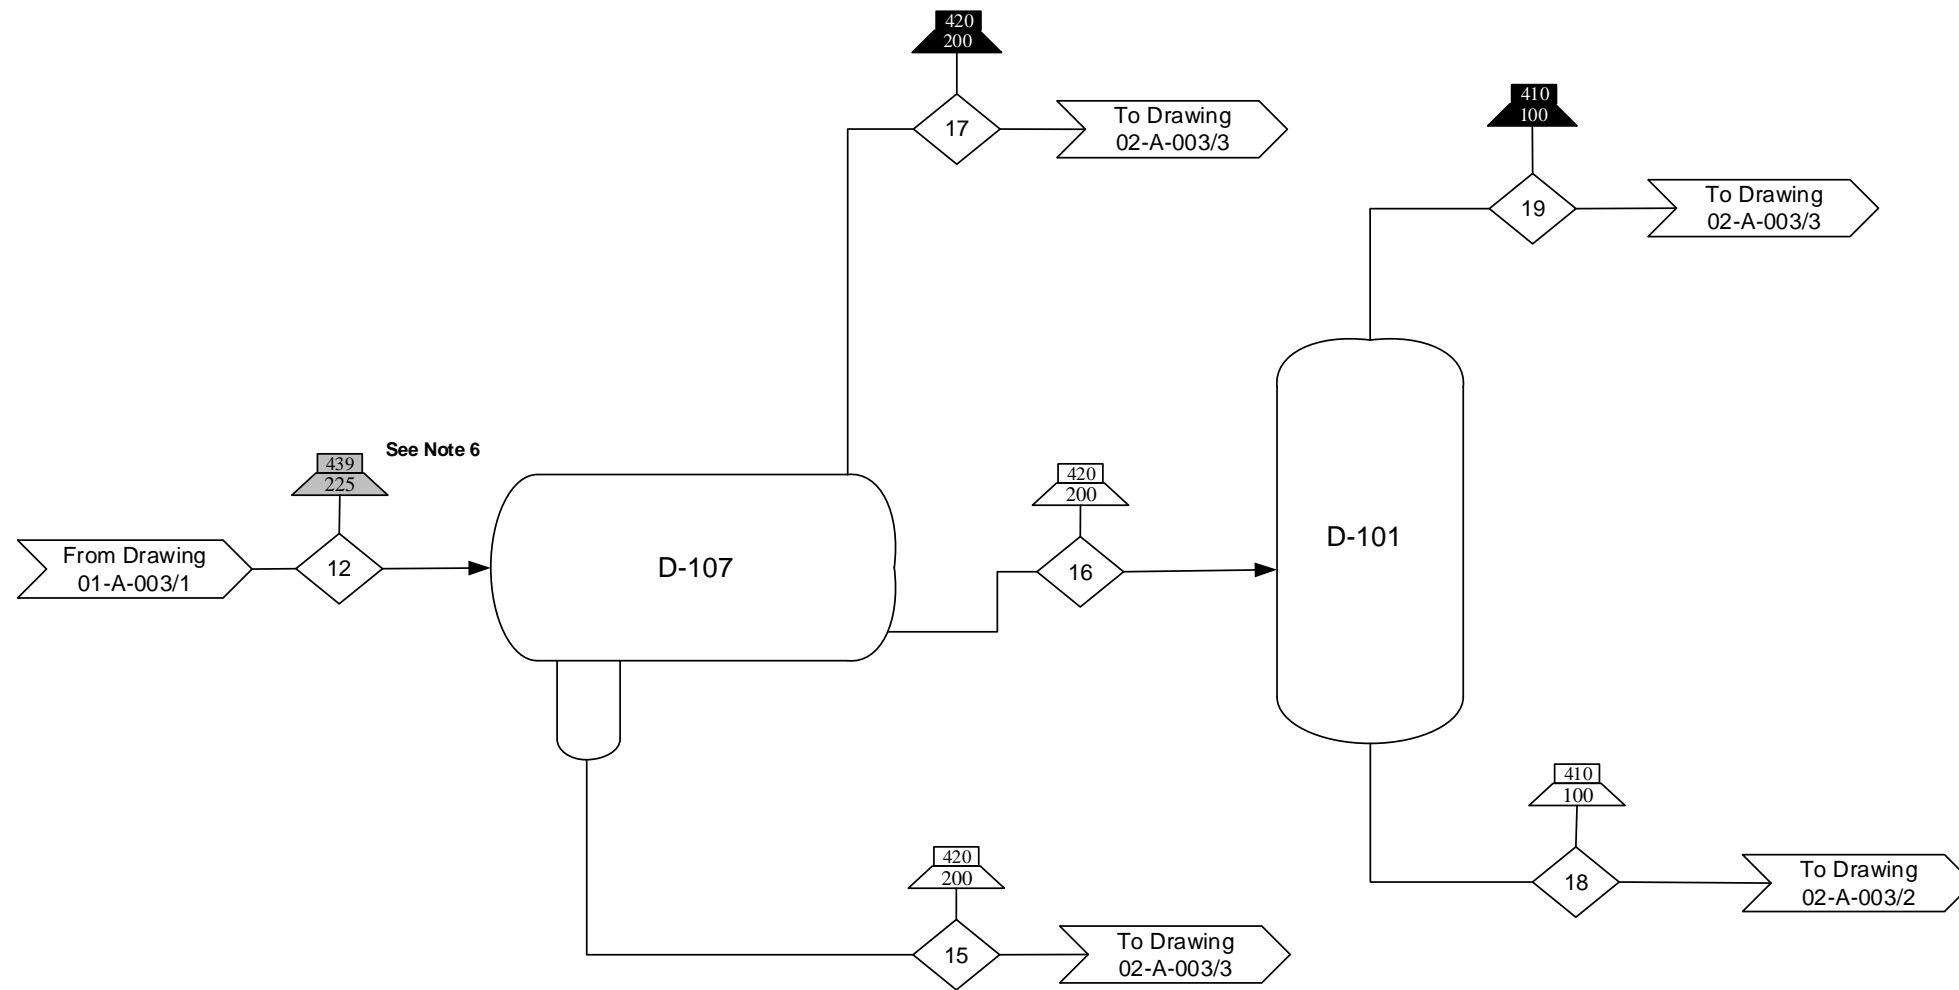 420
200
17
To Drawing
02-A-003/3
410
100
19
To Drawing
02-A-003/3
439
225
See Note 6
From Drawing
01-A-003/1
12
D-107
420
200
16
D-101
420
200
15
To Drawing
02-A-003/3
410
100
18
To Drawing
02-A-003/2